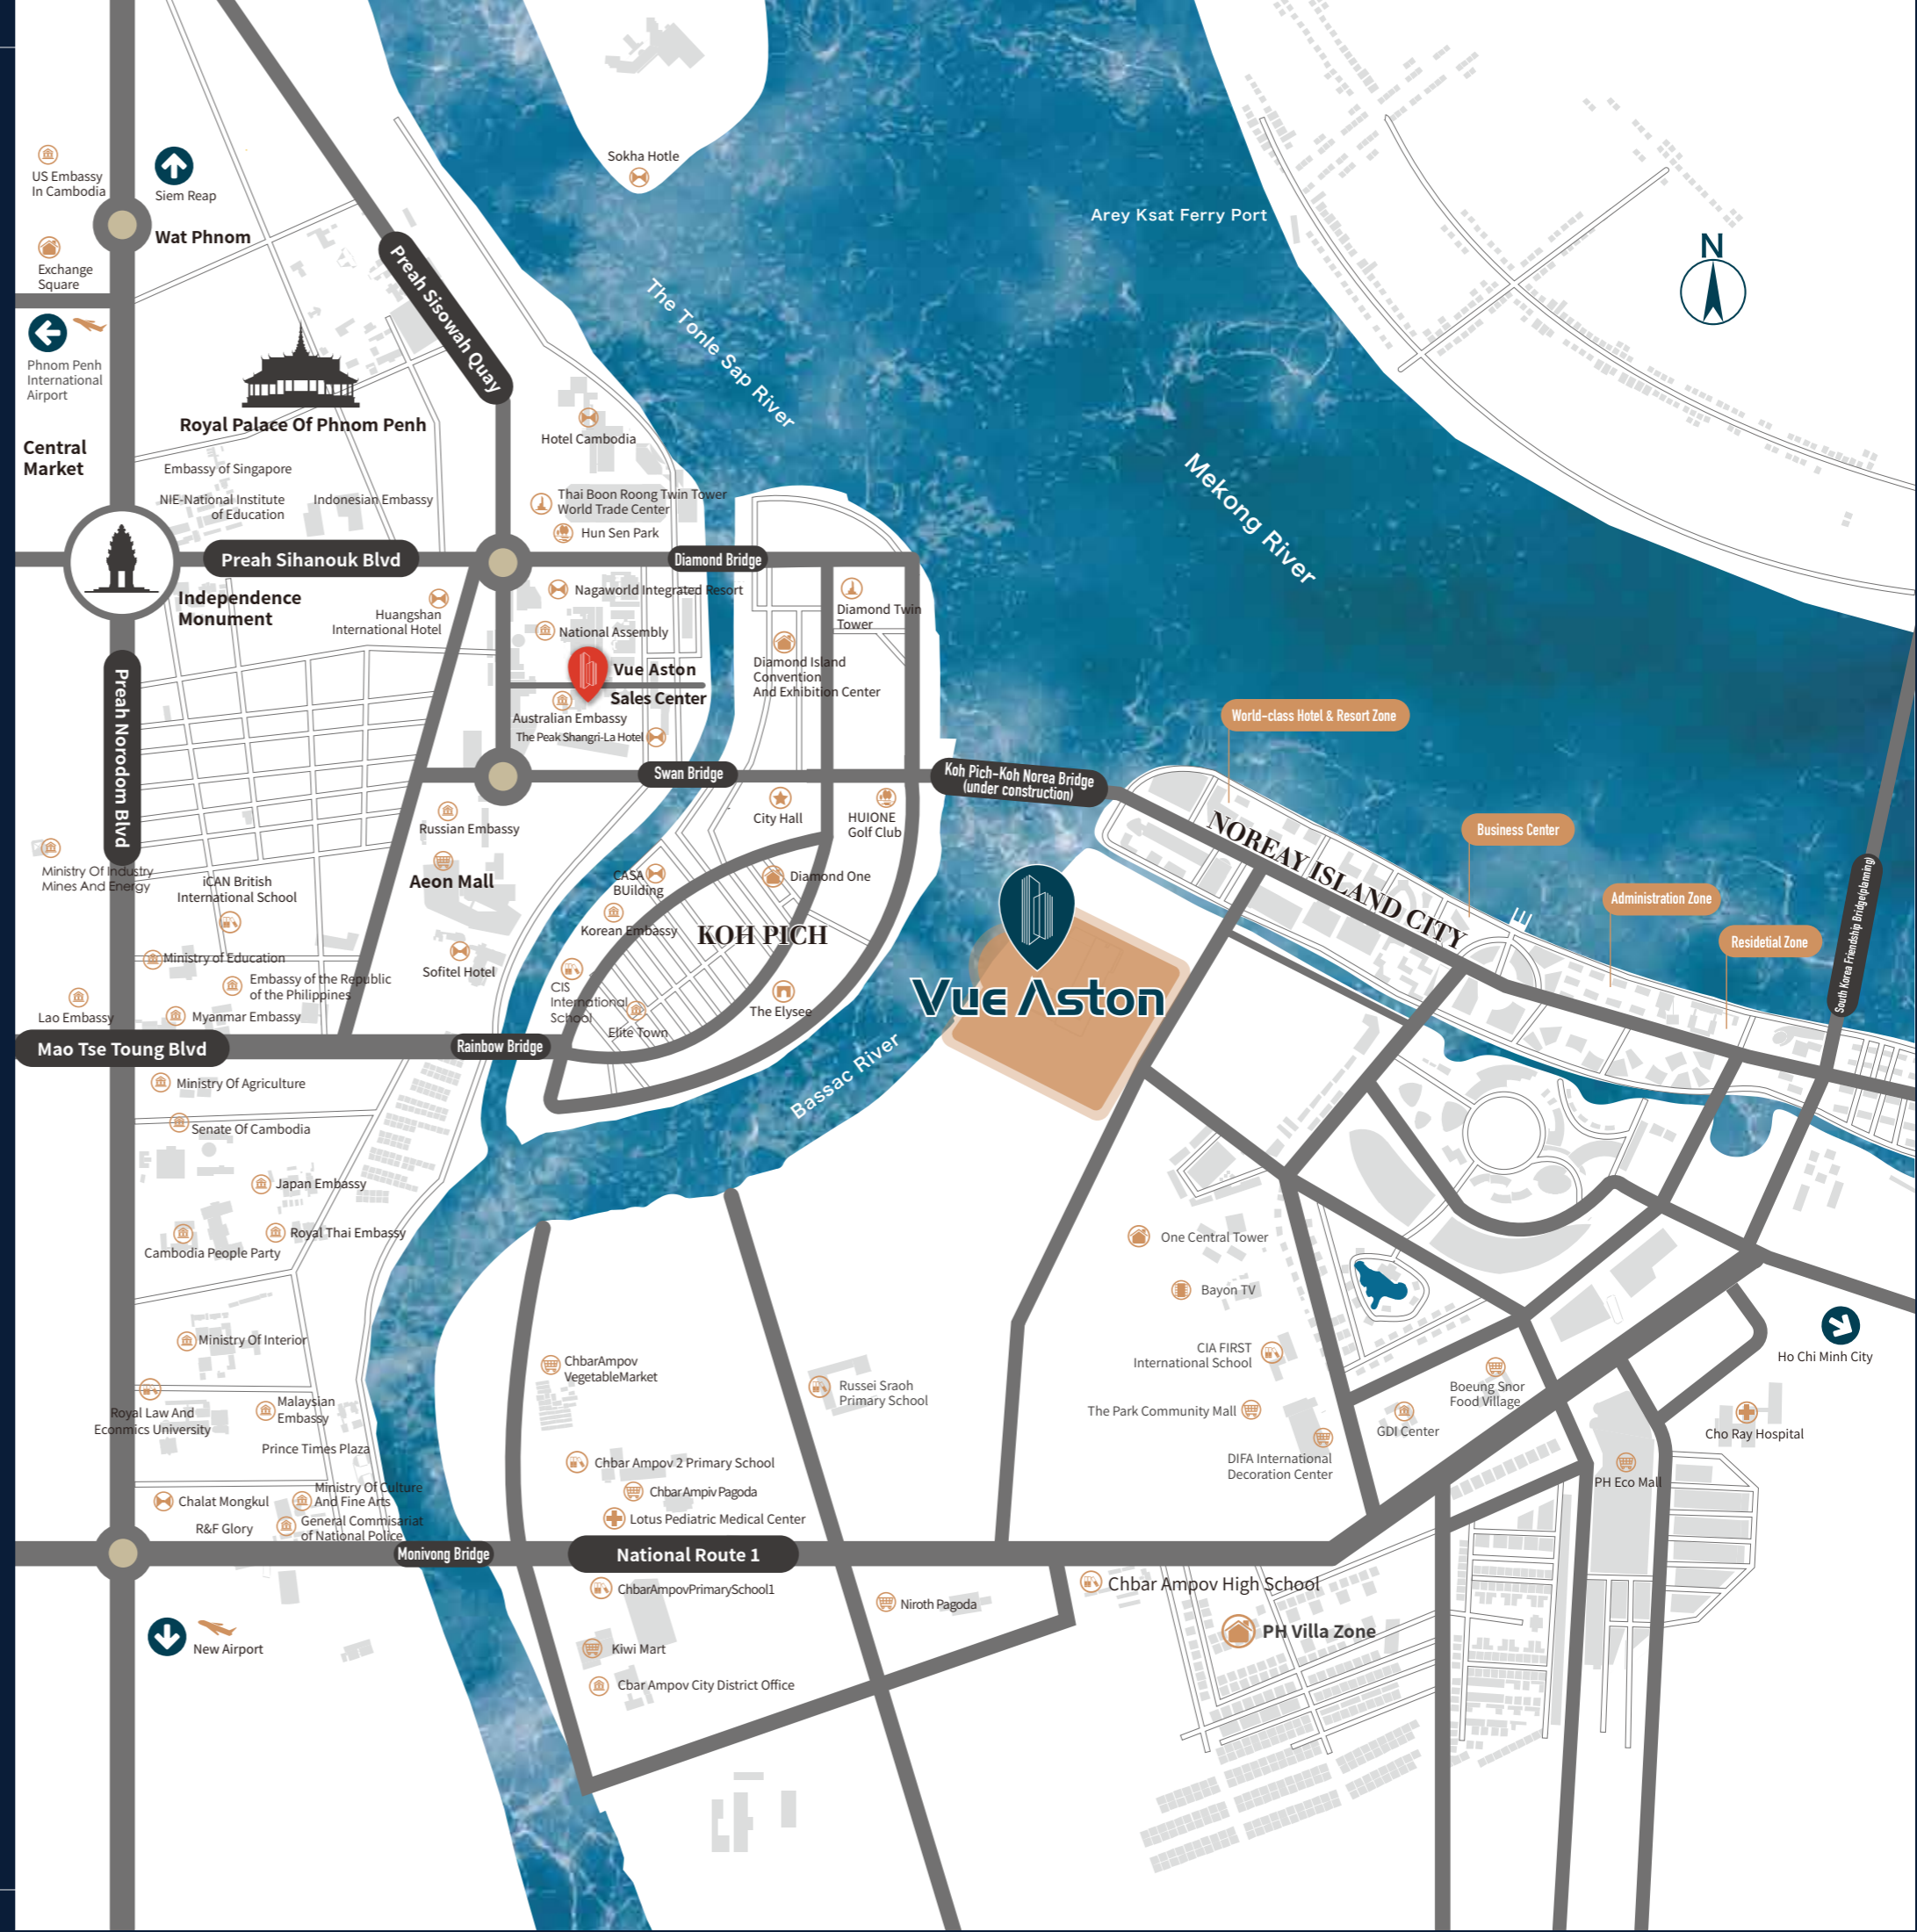 Sokha Hotle
US Embassy
In Cambodia
Siem Reap
Wat Phnom
Exchange
Square
Arey Ksat Ferry Port
N
Preah Sisowah Quay
The Tonle Sap River
Phnom Penh
International
Airport
Royal Palace Of Phnom Penh
Central
Market
Hotel Cambodia
Embassy of Singapore
NIE-National Institute
of Education
Indonesian Embassy
Thai Boon Roong Twin Tower
World Trade Center
Hun Sen Park
Mekong River
Preah Sihanouk Blvd
Diamond Bridge
Independence
Monument
Huangshan
International Hotel
Nagaworld Integrated Resort
National Assembly
Diamond Twin
Tower
Vue Aston
Sales Center
Diamond Island
Convention
And Exhibition Center
Australian Embassy
The Peak Shangri-La Hotel
Preah Norodom Blvd
World-class Hotel & Resort Zone
Swan Bridge
Koh Pich-Koh Norea Bridge
(under construction)
City Hall
HUIONE
Golf Club
Russian Embassy
NOREAY ISLAND CITY
Business Center
Ministry Of Industry
Mines And Energy
iCAN British
International School
Aeon Mall
CASA
BUilding
Diamond One
Administration Zone
Korean Embassy
KOH PICH
Residetial Zone
South Korea Friendship Bridge(planning)
Ministry of Education
Sofitel Hotel
Embassy of the Republic
of the Philippines
CIS
International
School
Vue Aston
Lao Embassy
Myanmar Embassy
The Elysee
Elite Town
Mao Tse Toung Blvd
Rainbow Bridge
Bassac River
Ministry Of Agriculture
Senate Of Cambodia
Japan Embassy
Royal Thai Embassy
Cambodia People Party
One Central Tower
Bayon TV
Ministry Of Interior
CIA FIRST
International School
Ho Chi Minh City
ChbarAmpov
VegetableMarket
Russei Sraoh
Primary School
Boeung Snor
Food Village
Royal Law And
Econmics University
Malaysian
Embassy
The Park Community Mall
GDI Center
Cho Ray Hospital
Prince Times Plaza
DIFA International
Decoration Center
Chbar Ampov 2 Primary School
PH Eco Mall
Chalat Mongkul
Ministry Of Culture
And Fine Arts
ChbarAmpiv Pagoda
R&F Glory
General Commisariat
of National Police
Lotus Pediatric Medical Center
Monivong Bridge
National Route 1
ChbarAmpovPrimarySchool1
Chbar Ampov High School
Niroth Pagoda
PH Villa Zone
New Airport
Kiwi Mart
Cbar Ampov City District Office